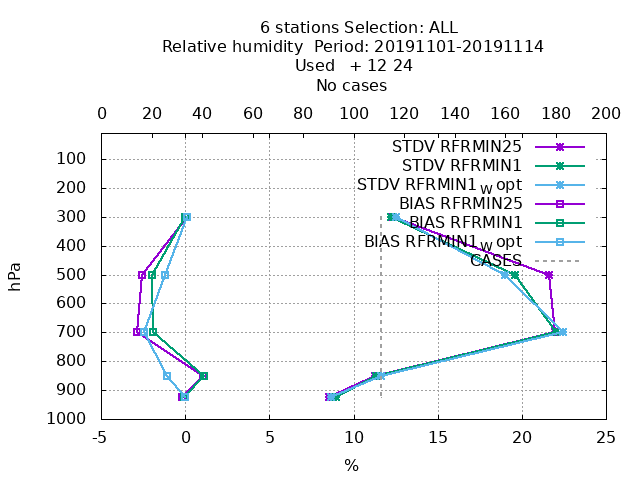 6 stations Selection: ALL
Relative humidity  Period: 20191101-20191114
Used   + 12 24
No cases
0 20 40 60 80 100 120 140 160 180 200
STDV RFRMIN25
STDV RFRMIN1
STDV RFRMIN1_W opt
BIAS RFRMIN25
BIAS RFRMIN1
BIAS RFRMIN1_W opt
CASES
hPa
100
200
300
400
500
600
700
800
900
1000
-5 0 5 10 15 20 25
%